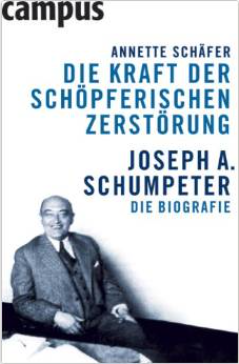 campus
ANNETTE SCHÄFER
DIE KRAFT DER
SCHÖPFERISCHEN
ZERSTÖRUNG
JOSEPH A.
SCHUMPETER
DIE BIOGRAFIE